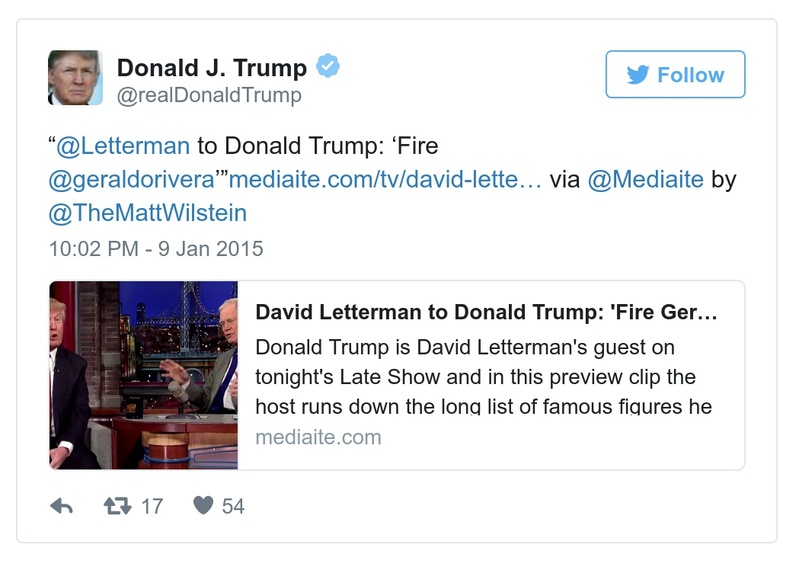 Donald J. Trump
@realDonaldTrump
Follow
“@Letterman to Donald Trump: ‘Fire
@geraldorivera’”mediaite.com/tv/david-lette… via @Mediaite by
@TheMattWilstein
10:02 PM - 9 Jan 2015
David Letterman to Donald Trump: 'Fire Ger…
Donald Trump is David Letterman's guest on
tonight's Late Show and in this preview clip the
host runs down the long list of famous figures he
mediaite.com
17 54